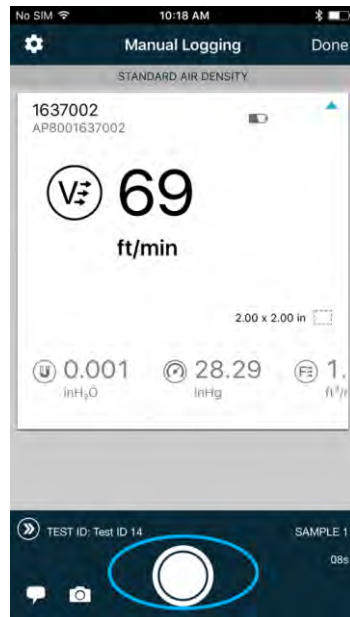 No SIM 10:18 AM
Manual Logging Done
STANDARD AIR DENSITY
1637002
AP8001637002
V 69
ft/min
2.00 x 2.00 in
0.001 28.29 1.
inH₂O inHg ft³/
TEST ID: Test ID 14 SAMPLE 1
08s